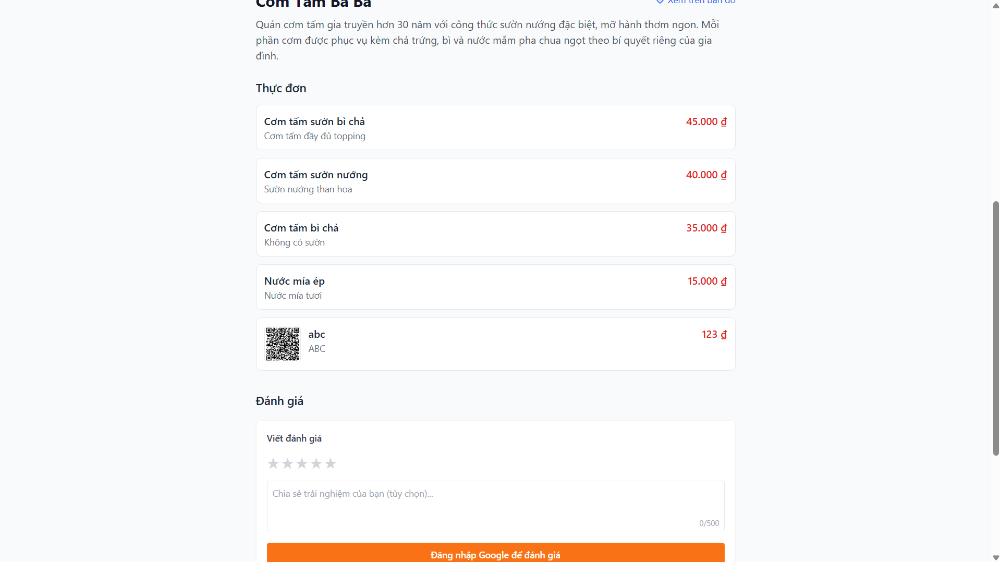 Cơm Tấm Ba Ba
Xem trên bản đồ
Quán cơm tấm gia truyền hơn 30 năm với công thức sườn nướng đặc biệt, mỡ hành thơm ngon. Mỗi
phần cơm được phục vụ kèm chả trứng, bì và nước mắm pha chua ngọt theo bí quyết riêng của gia
đình.
Thực đơn
Cơm tấm sườn bì chả
45.000 ₫
Cơm tấm đầy đủ topping
Cơm tấm sườn nướng
40.000 ₫
Sườn nướng than hoa
Cơm tấm bì chả
35.000 ₫
Không có sườn
Nước mía ép
15.000 ₫
Nước mía tươi
abc
123 ₫
ABC
Đánh giá
Viết đánh giá
Chia sẻ trải nghiệm của bạn (tùy chọn)...
0/500
Đăng nhập Google để đánh giá